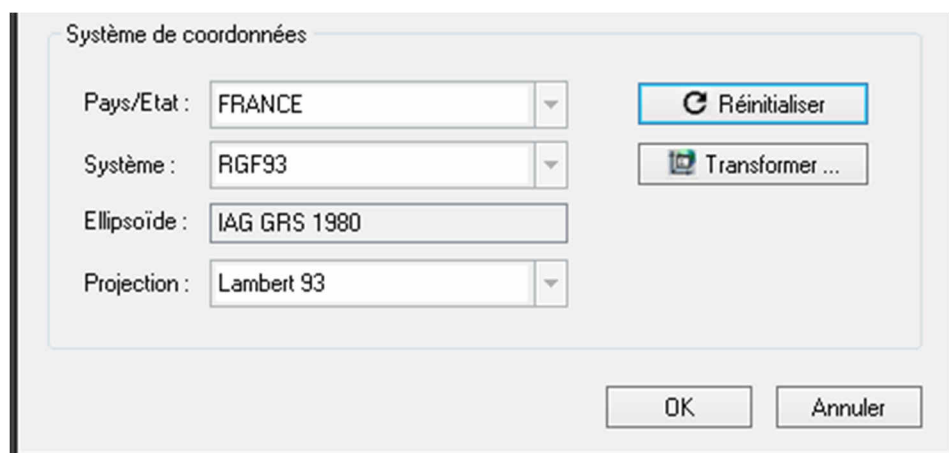 Système de coordonnées
Pays/Etat : FRANCE Réinitialiser
Système : RGF93 Transformer ...
Ellipsoïde : IAG GRS 1980
Projection : Lambert 93
OK Annuler